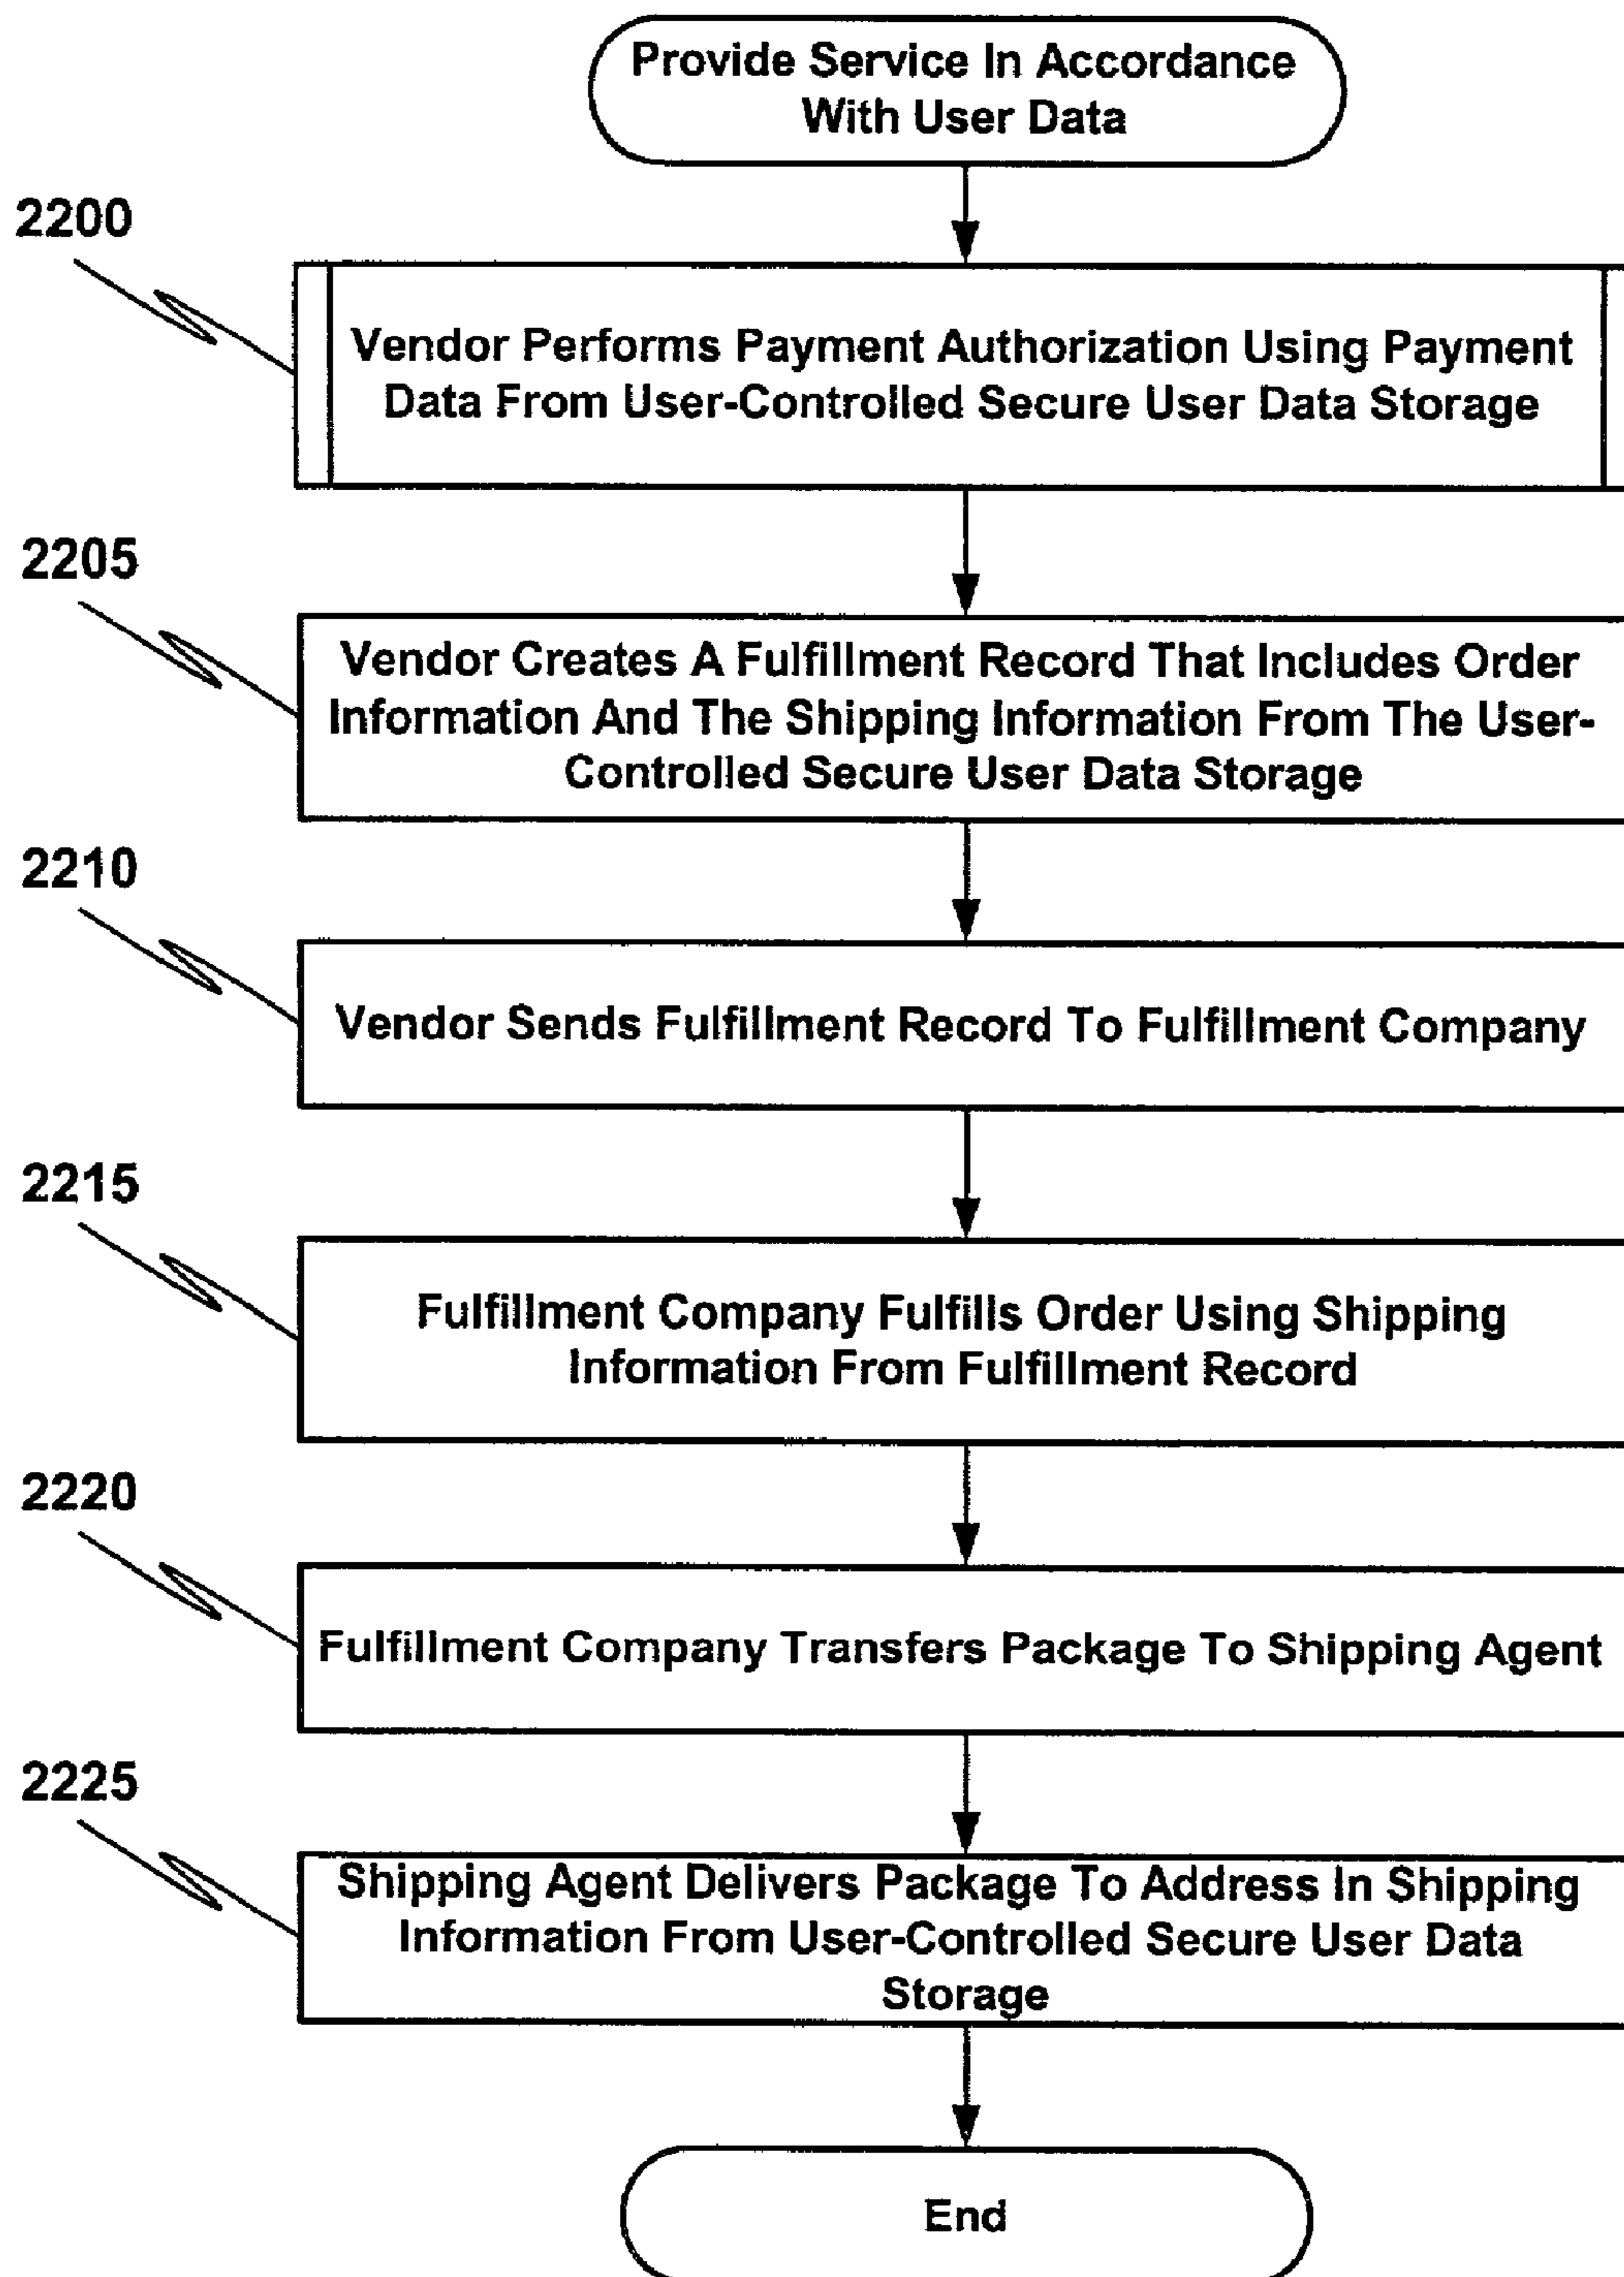 Provide Service In Accordance
With User Data
2200
Vendor Performs Payment Authorization Using Payment
Data From User-Controlled Secure User Data Storage
2205
Vendor Creates A Fulfillment Record That Includes Order
Information And The Shipping Information From The User-
Controlled Secure User Data Storage
2210
Vendor Sends Fulfillment Record To Fulfillment Company
2215
Fulfillment Company Fulfills Order Using Shipping
Information From Fulfillment Record
2220
Fulfillment Company Transfers Package To Shipping Agent
2225
Shipping Agent Delivers Package To Address In Shipping
Information From User-Controlled Secure User Data
Storage
End